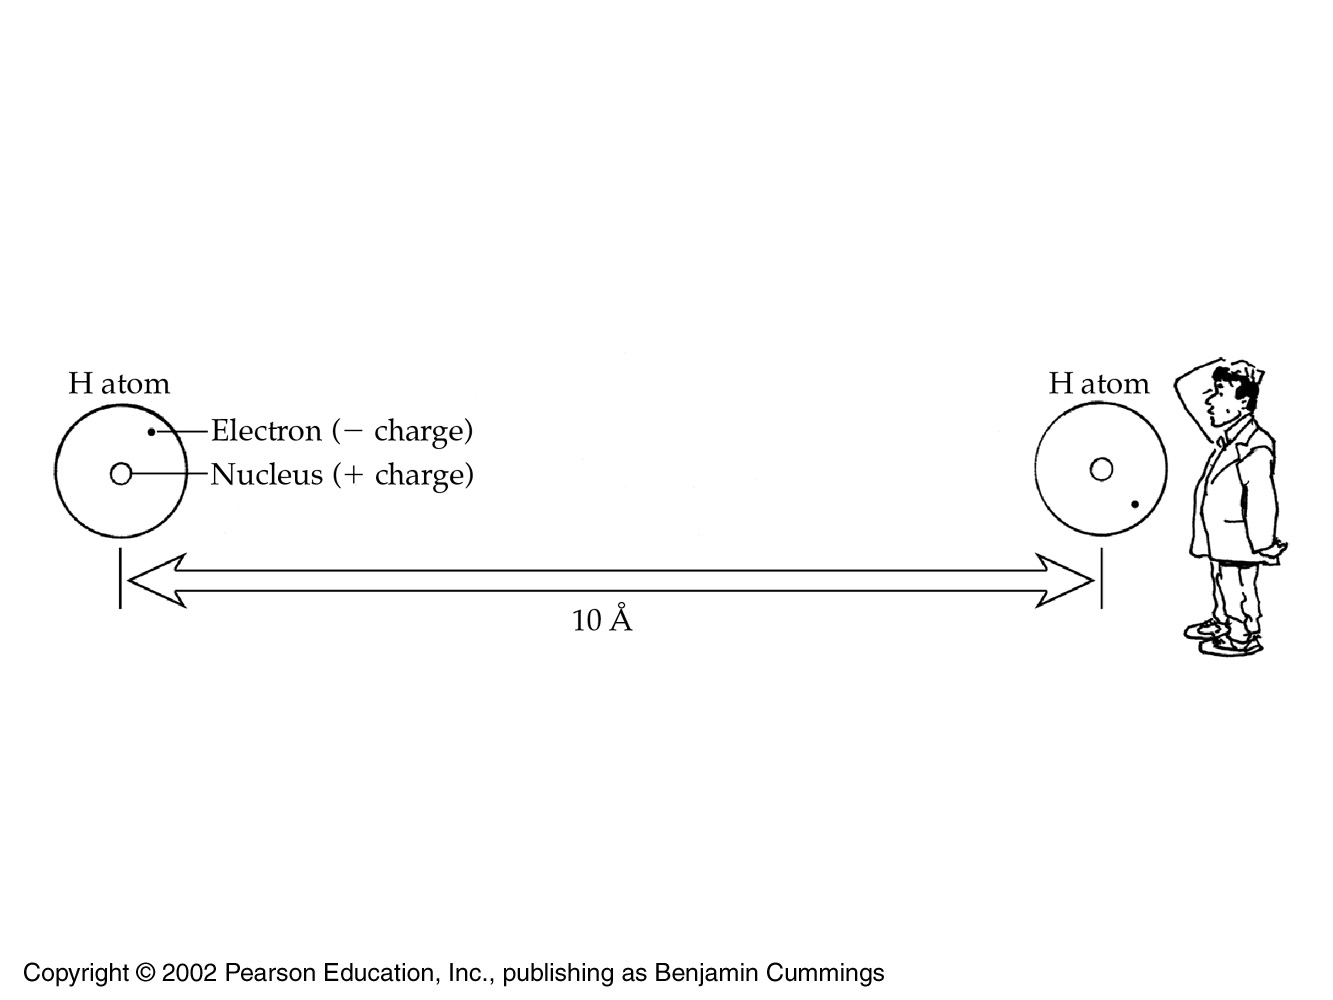 H atom
H atom
Electron (− charge)
Nucleus (+ charge)
10 Å
Copyright © 2002 Pearson Education, Inc., publishing as Benjamin Cummings